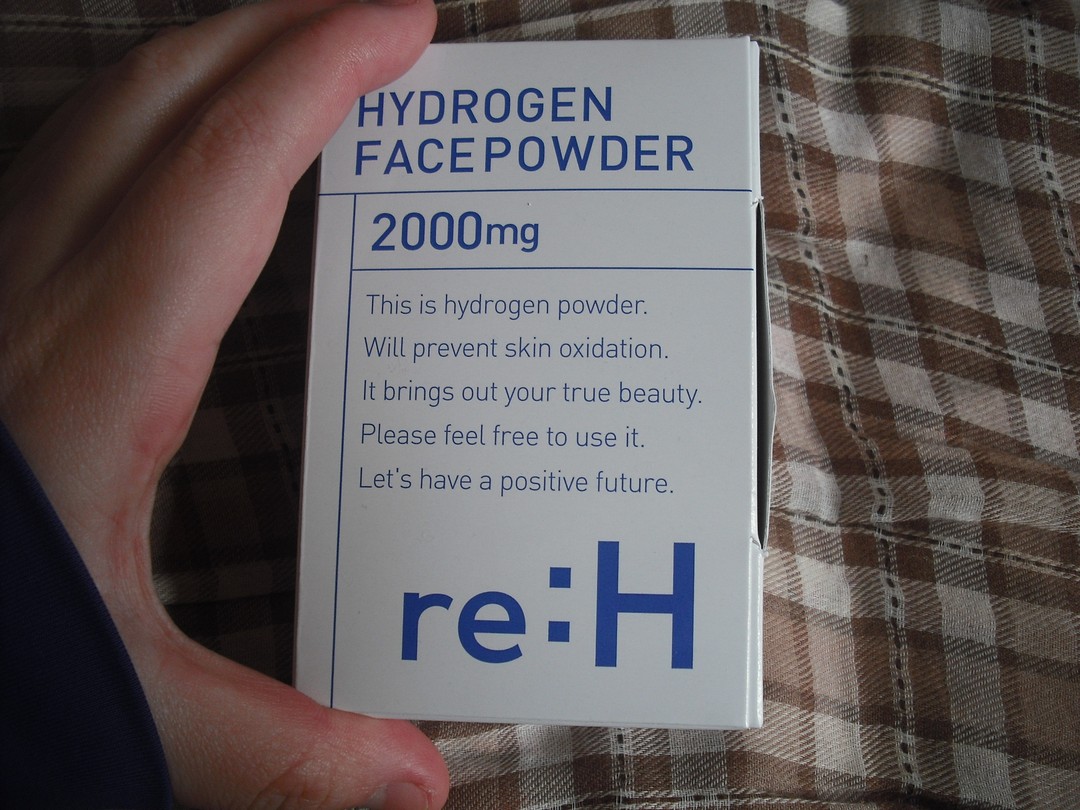 HYDROGEN
FACEPOWDER
2000mg
This is hydrogen powder.
Will prevent skin oxidation.
It brings out your true beauty.
Please feel free to use it.
Let's have a positive future.
re:H